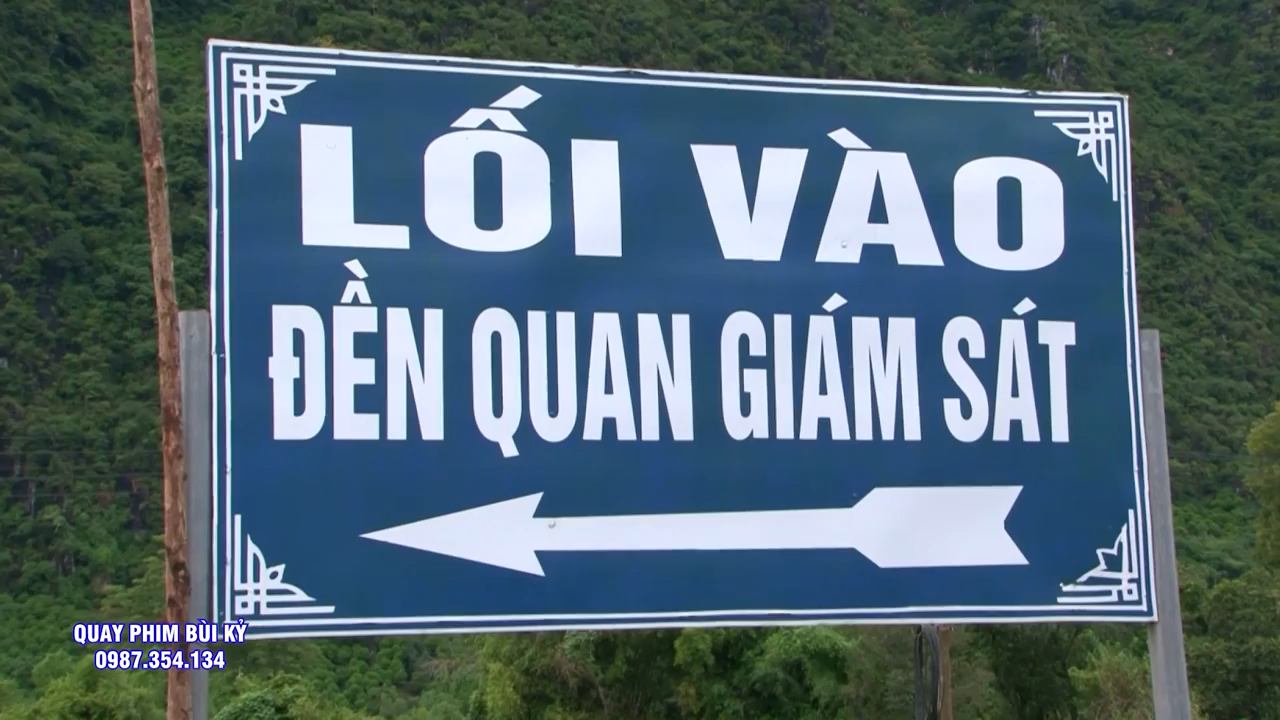 LỐI VÀO
ĐỀN QUAN GIÁM SÁT
QUAY PHIM BÙI KỶ
0987.354.134